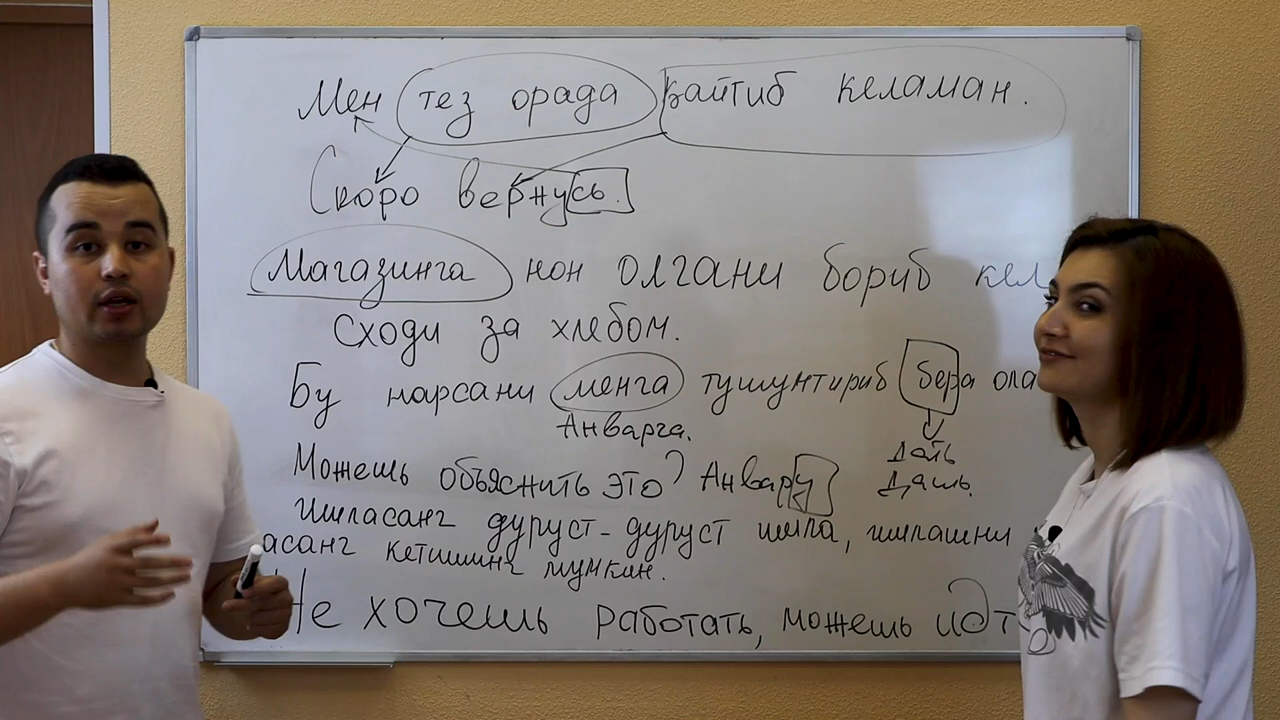 Мен тез орада қайтиб келаман.
Скоро вернусь.
Магазинга нон олгани бориб кел
Сходи за хлебом.
Бу нарсани менга тушунтириб бера ола
Анварга.
дать
Дашь.
Можешь объяснить это? Анвару
Ишласанг дуруст-дуруст ишла, ишлашни
асанг кетишинг мумкин.
Не хочешь работать, можешь идт